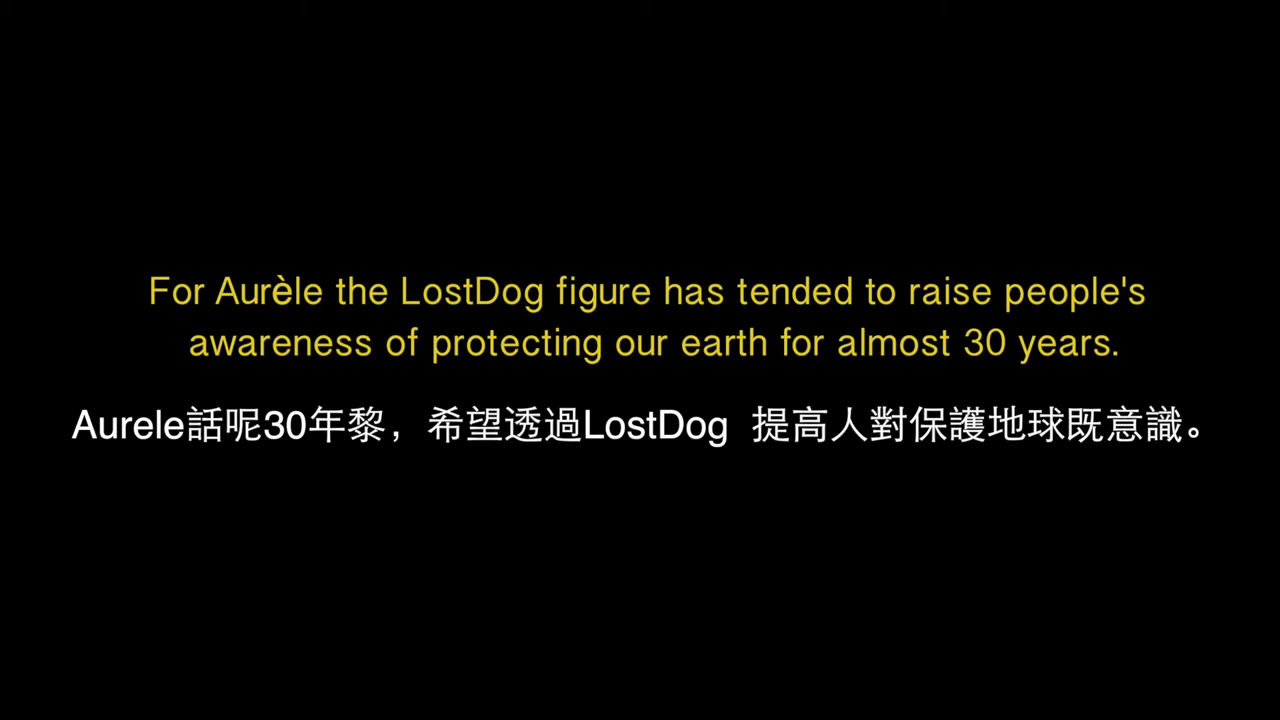 For Aurèle the LostDog figure has tended to raise people's
awareness of protecting our earth for almost 30 years.
Aurele話呢30年黎，希望透過LostDog 提高人對保護地球既意識。